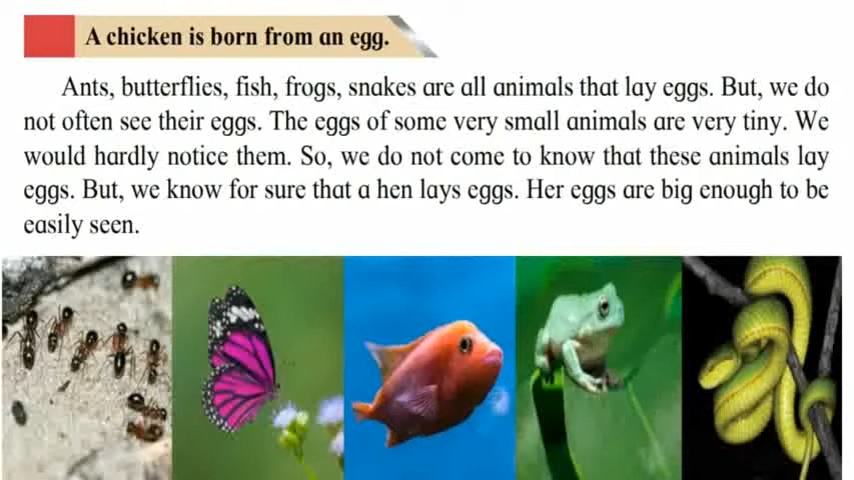 A chicken is born from an egg.
Ants, butterflies, fish, frogs, snakes are all animals that lay eggs. But, we do
not often see their eggs. The eggs of some very small animals are very tiny. We
would hardly notice them. So, we do not come to know that these animals lay
eggs. But, we know for sure that a hen lays eggs. Her eggs are big enough to be
easily seen.